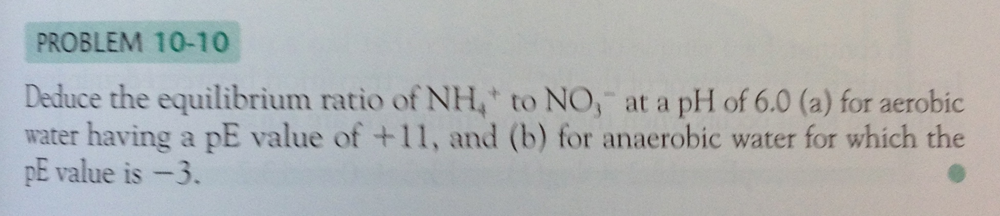 PROBLEM 10-10
Deduce the equilibrium ratio of NH₄⁺ to NO₃⁻ at a pH of 6.0 (a) for aerobic
water having a pE value of +11, and (b) for anaerobic water for which the
pE value is −3.